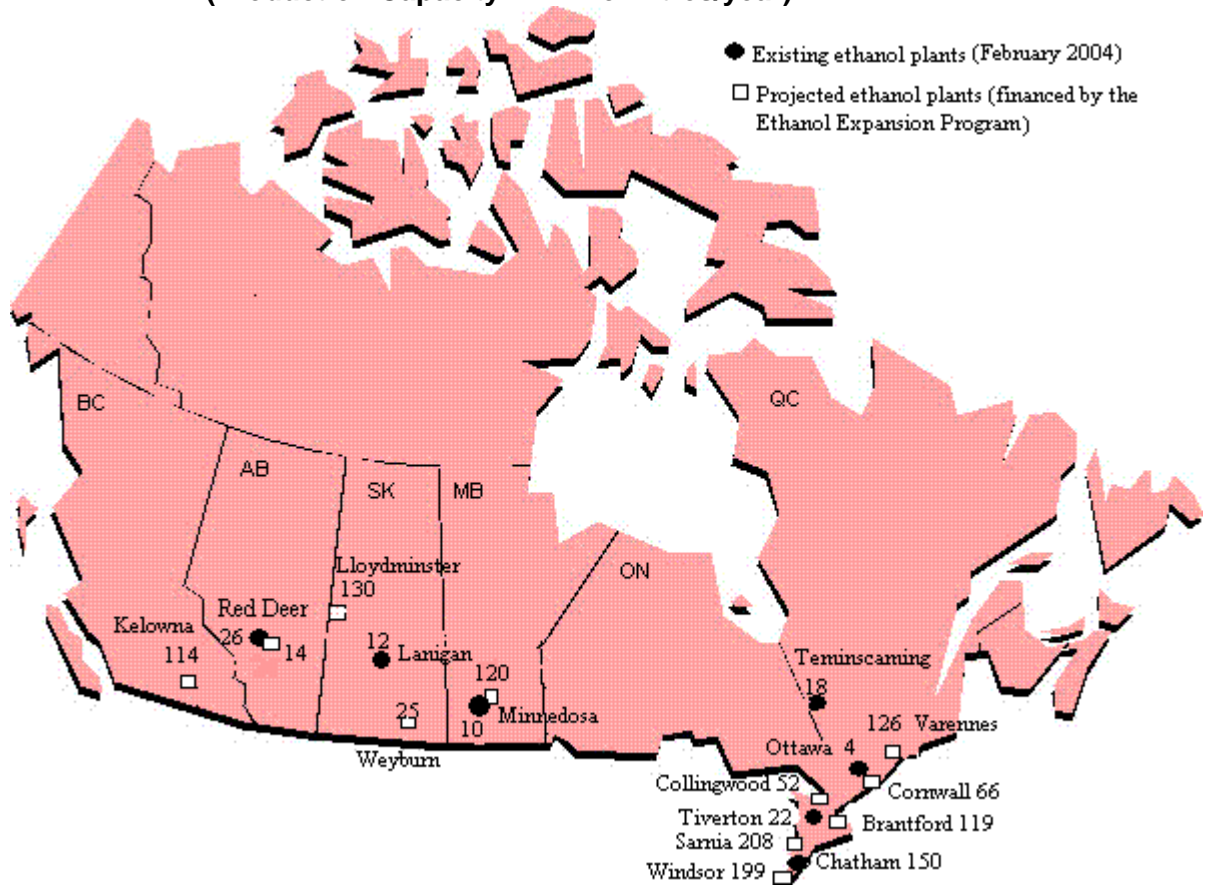 (Production Capacity
Existing ethanol plants (February 2004)
Projected ethanol plants (financed by the
Ethanol Expansion Program)
BC
QC
AB
SK
MB
ON
Lloydminster
130
Red Deer
26
14
Kelowna
114
12
Lanigan
120
10
Minnedosa
25
Weyburn
Teminscaming
18
126 Varennes
Ottawa 4
Collingwood 52
Cornwall 66
Tiverton 22
Brantford 119
Sarnia 208
Chatham 150
Windsor 199